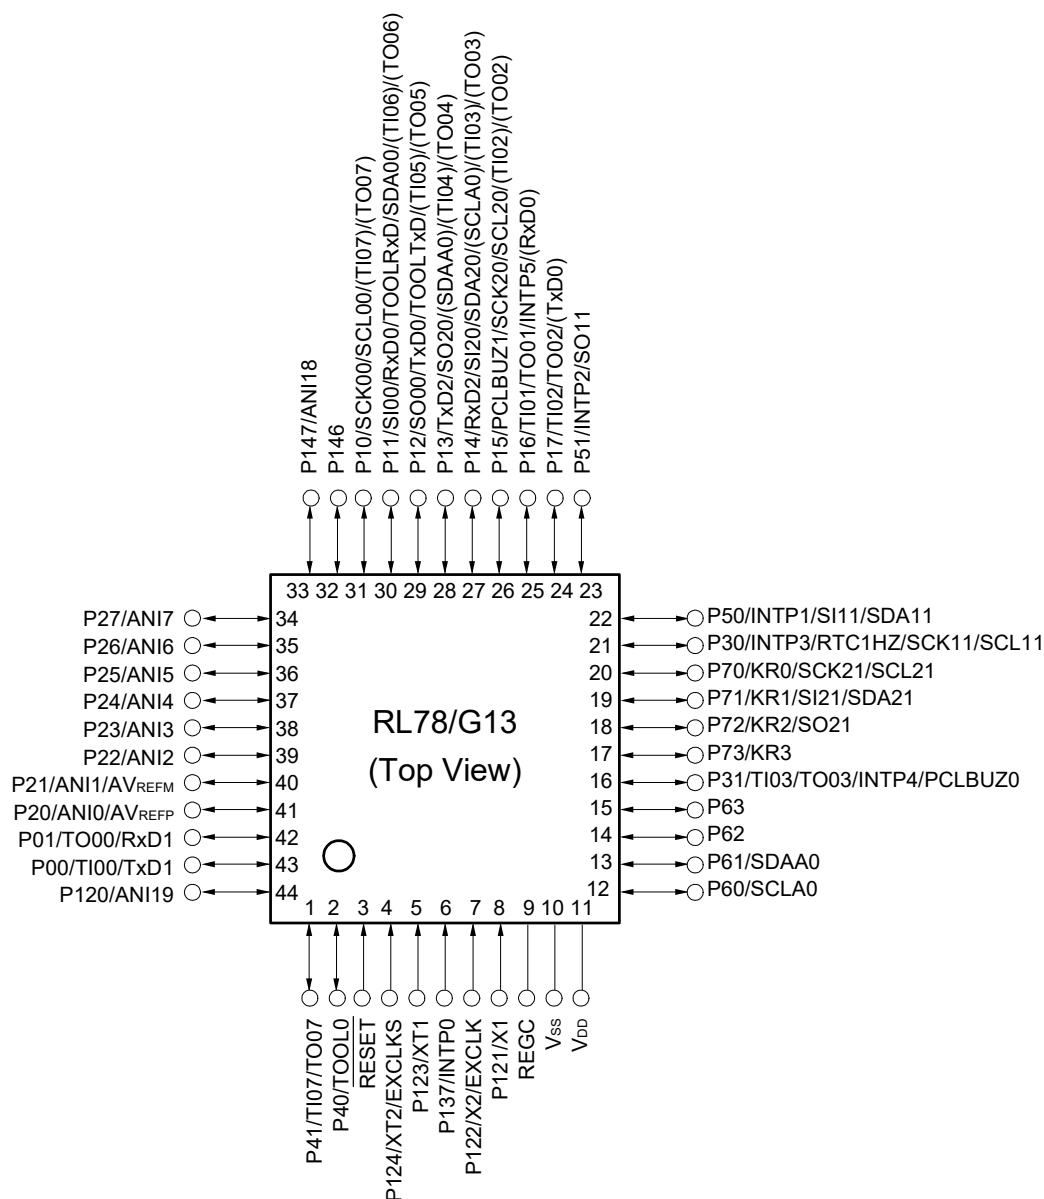 P147/ANI18
P146
P10/SCK00/SCL00/(TI07)/(TO07)
P11/SI00/RxD0/TOOLRxD/SDA00/(TI06)/(TO06)
P12/SO00/TxD0/TOOLTxD/(TI05)/(TO05)
P13/TxD2/SO20/(SDAA0)/(TI04)/(TO04)
P14/RxD2/SI20/SDA20/(SCLA0)/(TI03)/(TO03)
P15/PCLBUZ1/SCK20/SCL20/(TI02)/(TO02)
P16/TI01/TO01/INTP5/(RxD0)
P17/TI02/TO02/(TxD0)
P51/INTP2/SO11
33 32 31 30 29 28 27 26 25 24 23
P27/ANI7 34
P26/ANI6 35
P25/ANI5 36
P24/ANI4 37
P23/ANI3 38
P22/ANI2 39
P21/ANI1/AVREFM 40
P20/ANI0/AVREFP 41
P01/TO00/RxD1 42
P00/TI00/TxD1 43
P120/ANI19 44
RL78/G13
(Top View)
22 P50/INTP1/SI11/SDA11
21 P30/INTP3/RTC1HZ/SCK11/SCL11
20 P70/KR0/SCK21/SCL21
19 P71/KR1/SI21/SDA21
18 P72/KR2/SO21
17 P73/KR3
16 P31/TI03/TO03/INTP4/PCLBUZ0
15 P63
14 P62
13 P61/SDAA0
12 P60/SCLA0
1 2 3 4 5 6 7 8 9 10 11
P41/TI07/TO07
P40/TOOL0
RESET
P124/XT2/EXCLKS
P123/XT1
P137/INTP0
P122/X2/EXCLK
P121/X1
REGC
VSS
VDD